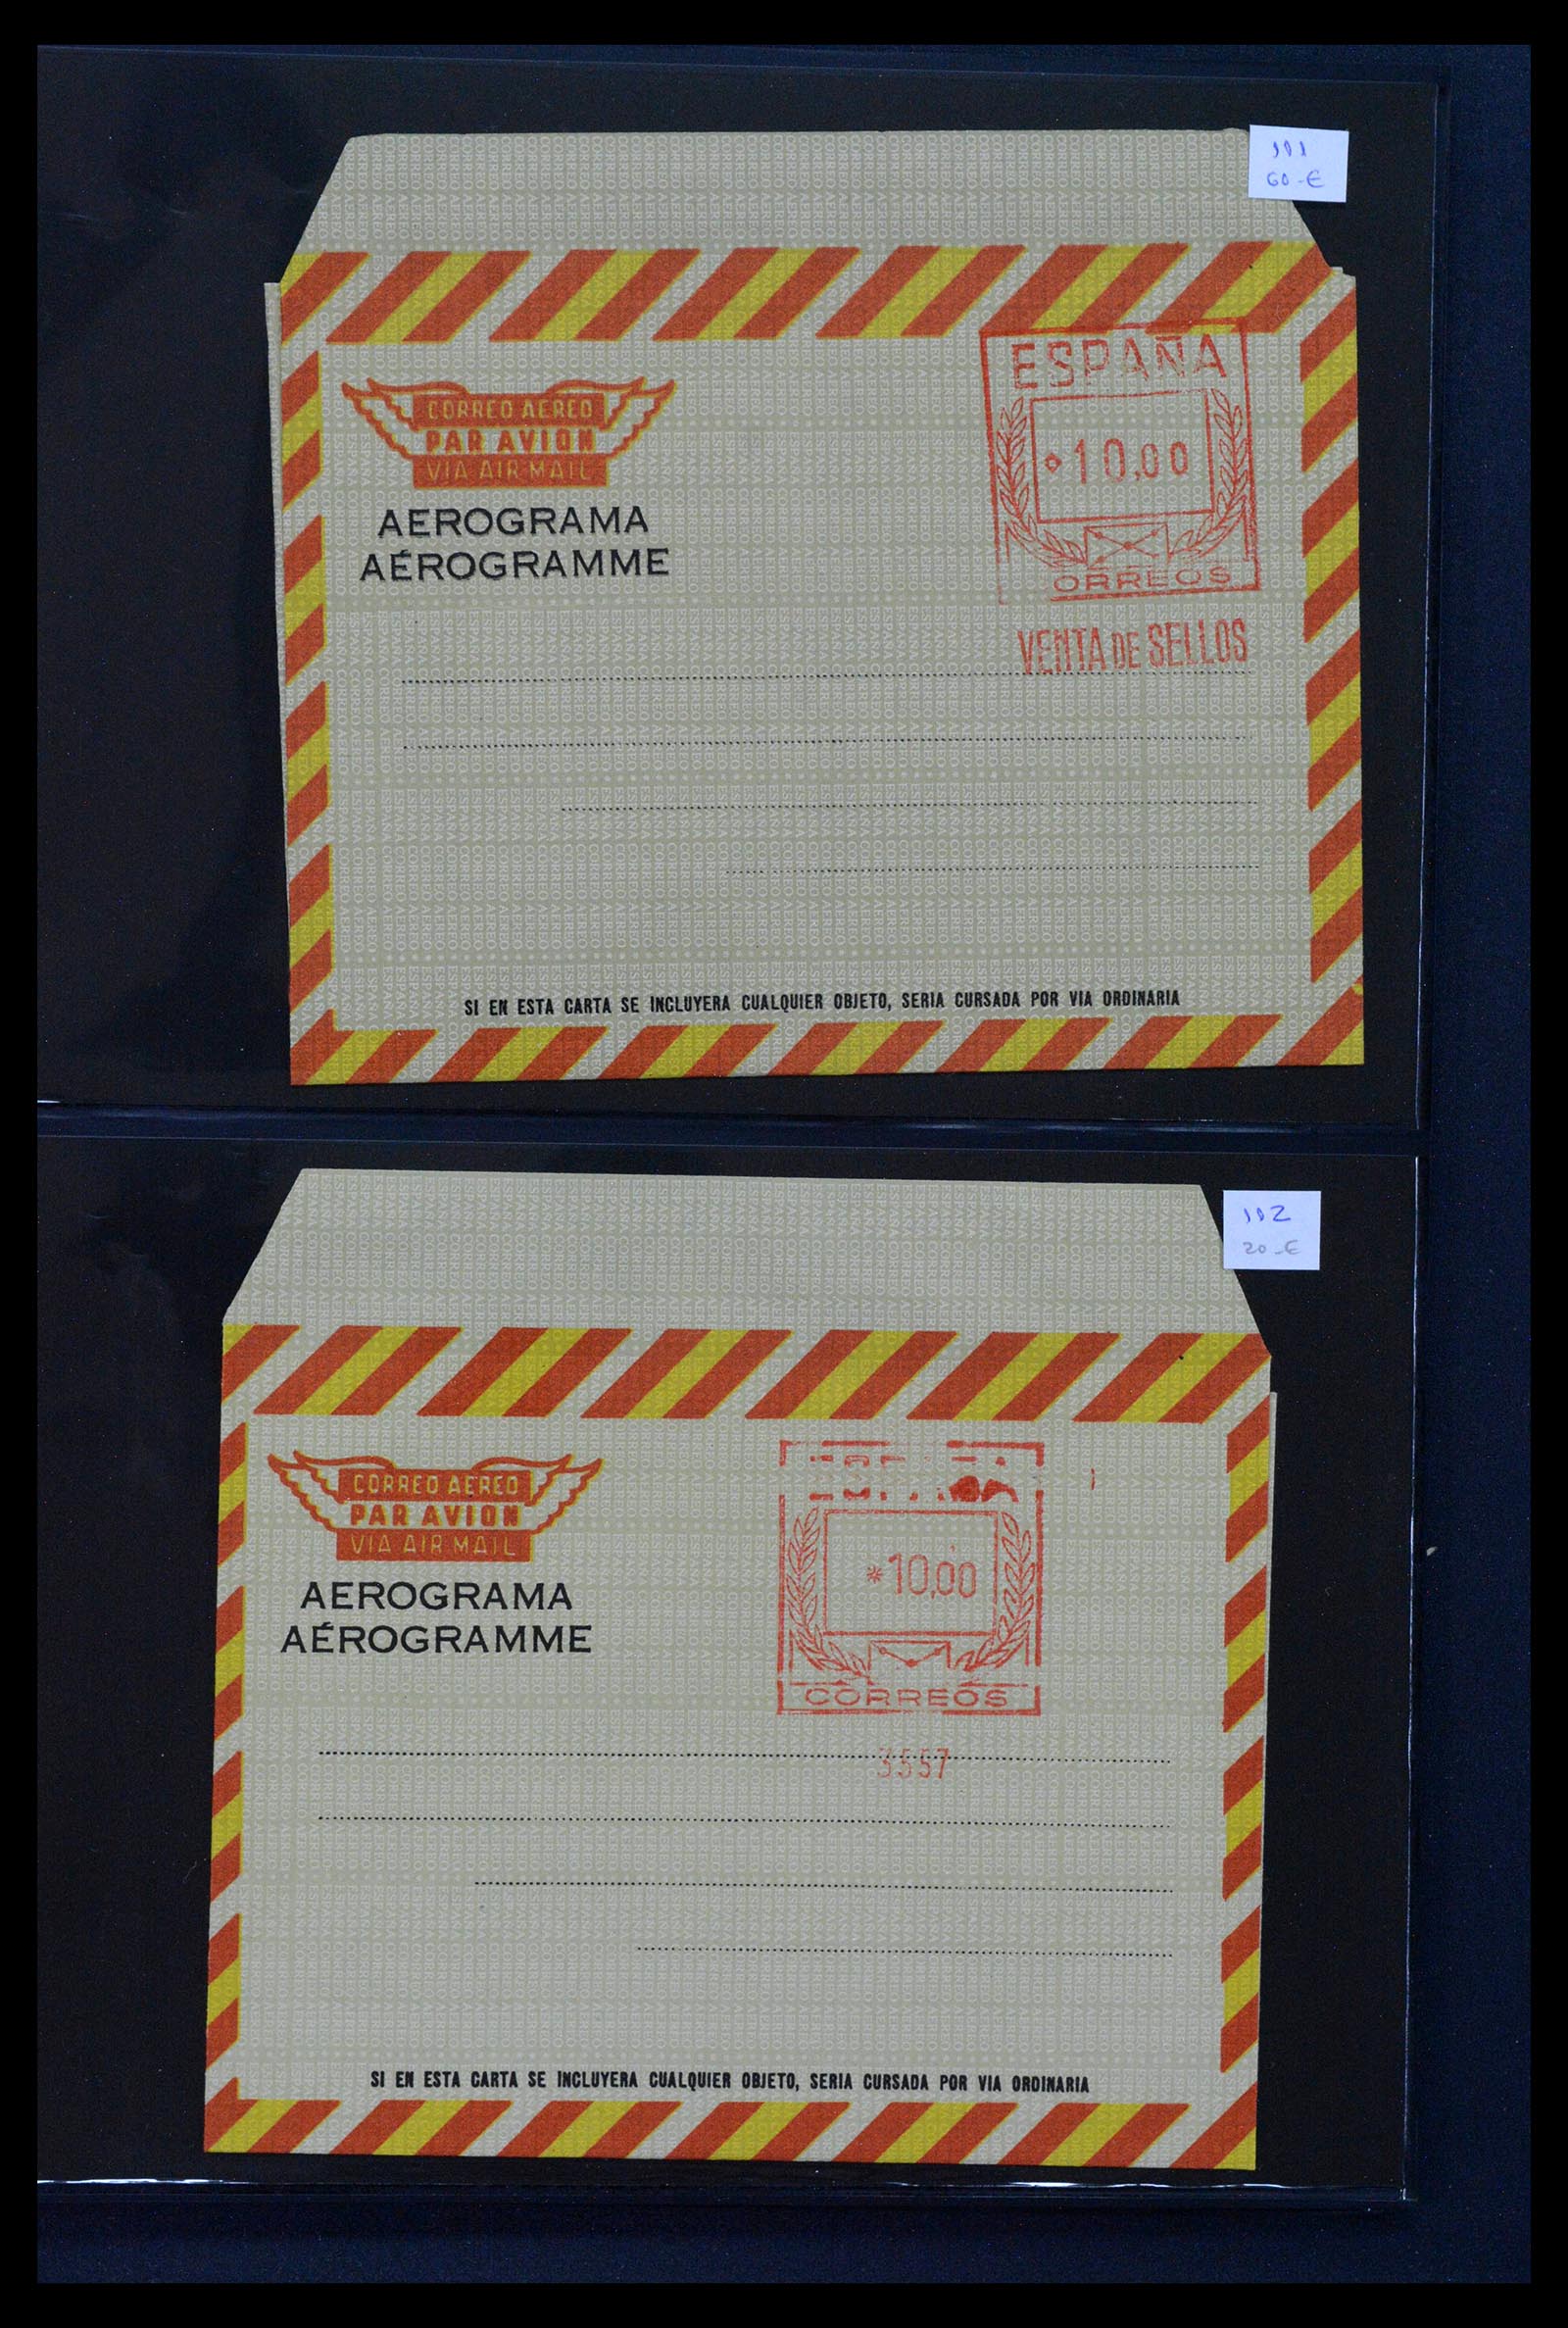 101
60-€
ESPAÑA
CORREO AEREO
PAR AVION
VIA AIR MAIL
*10,00
AEROGRAMA
AÉROGRAMME
ORREOS
VENTA DE SELLOS
SI EN ESTA CARTA SE INCLUYERA CUALQUIER OBJETO, SERIA CURSADA POR VIA ORDINARIA
102
20-€
CORREO AEREO
PAR AVION
VIA AIR MAIL
*10,00
AEROGRAMA
AÉROGRAMME
CORREOS
3557
SI EN ESTA CARTA SE INCLUYERA CUALQUIER OBJETO, SERIA CURSADA POR VIA ORDINARIA